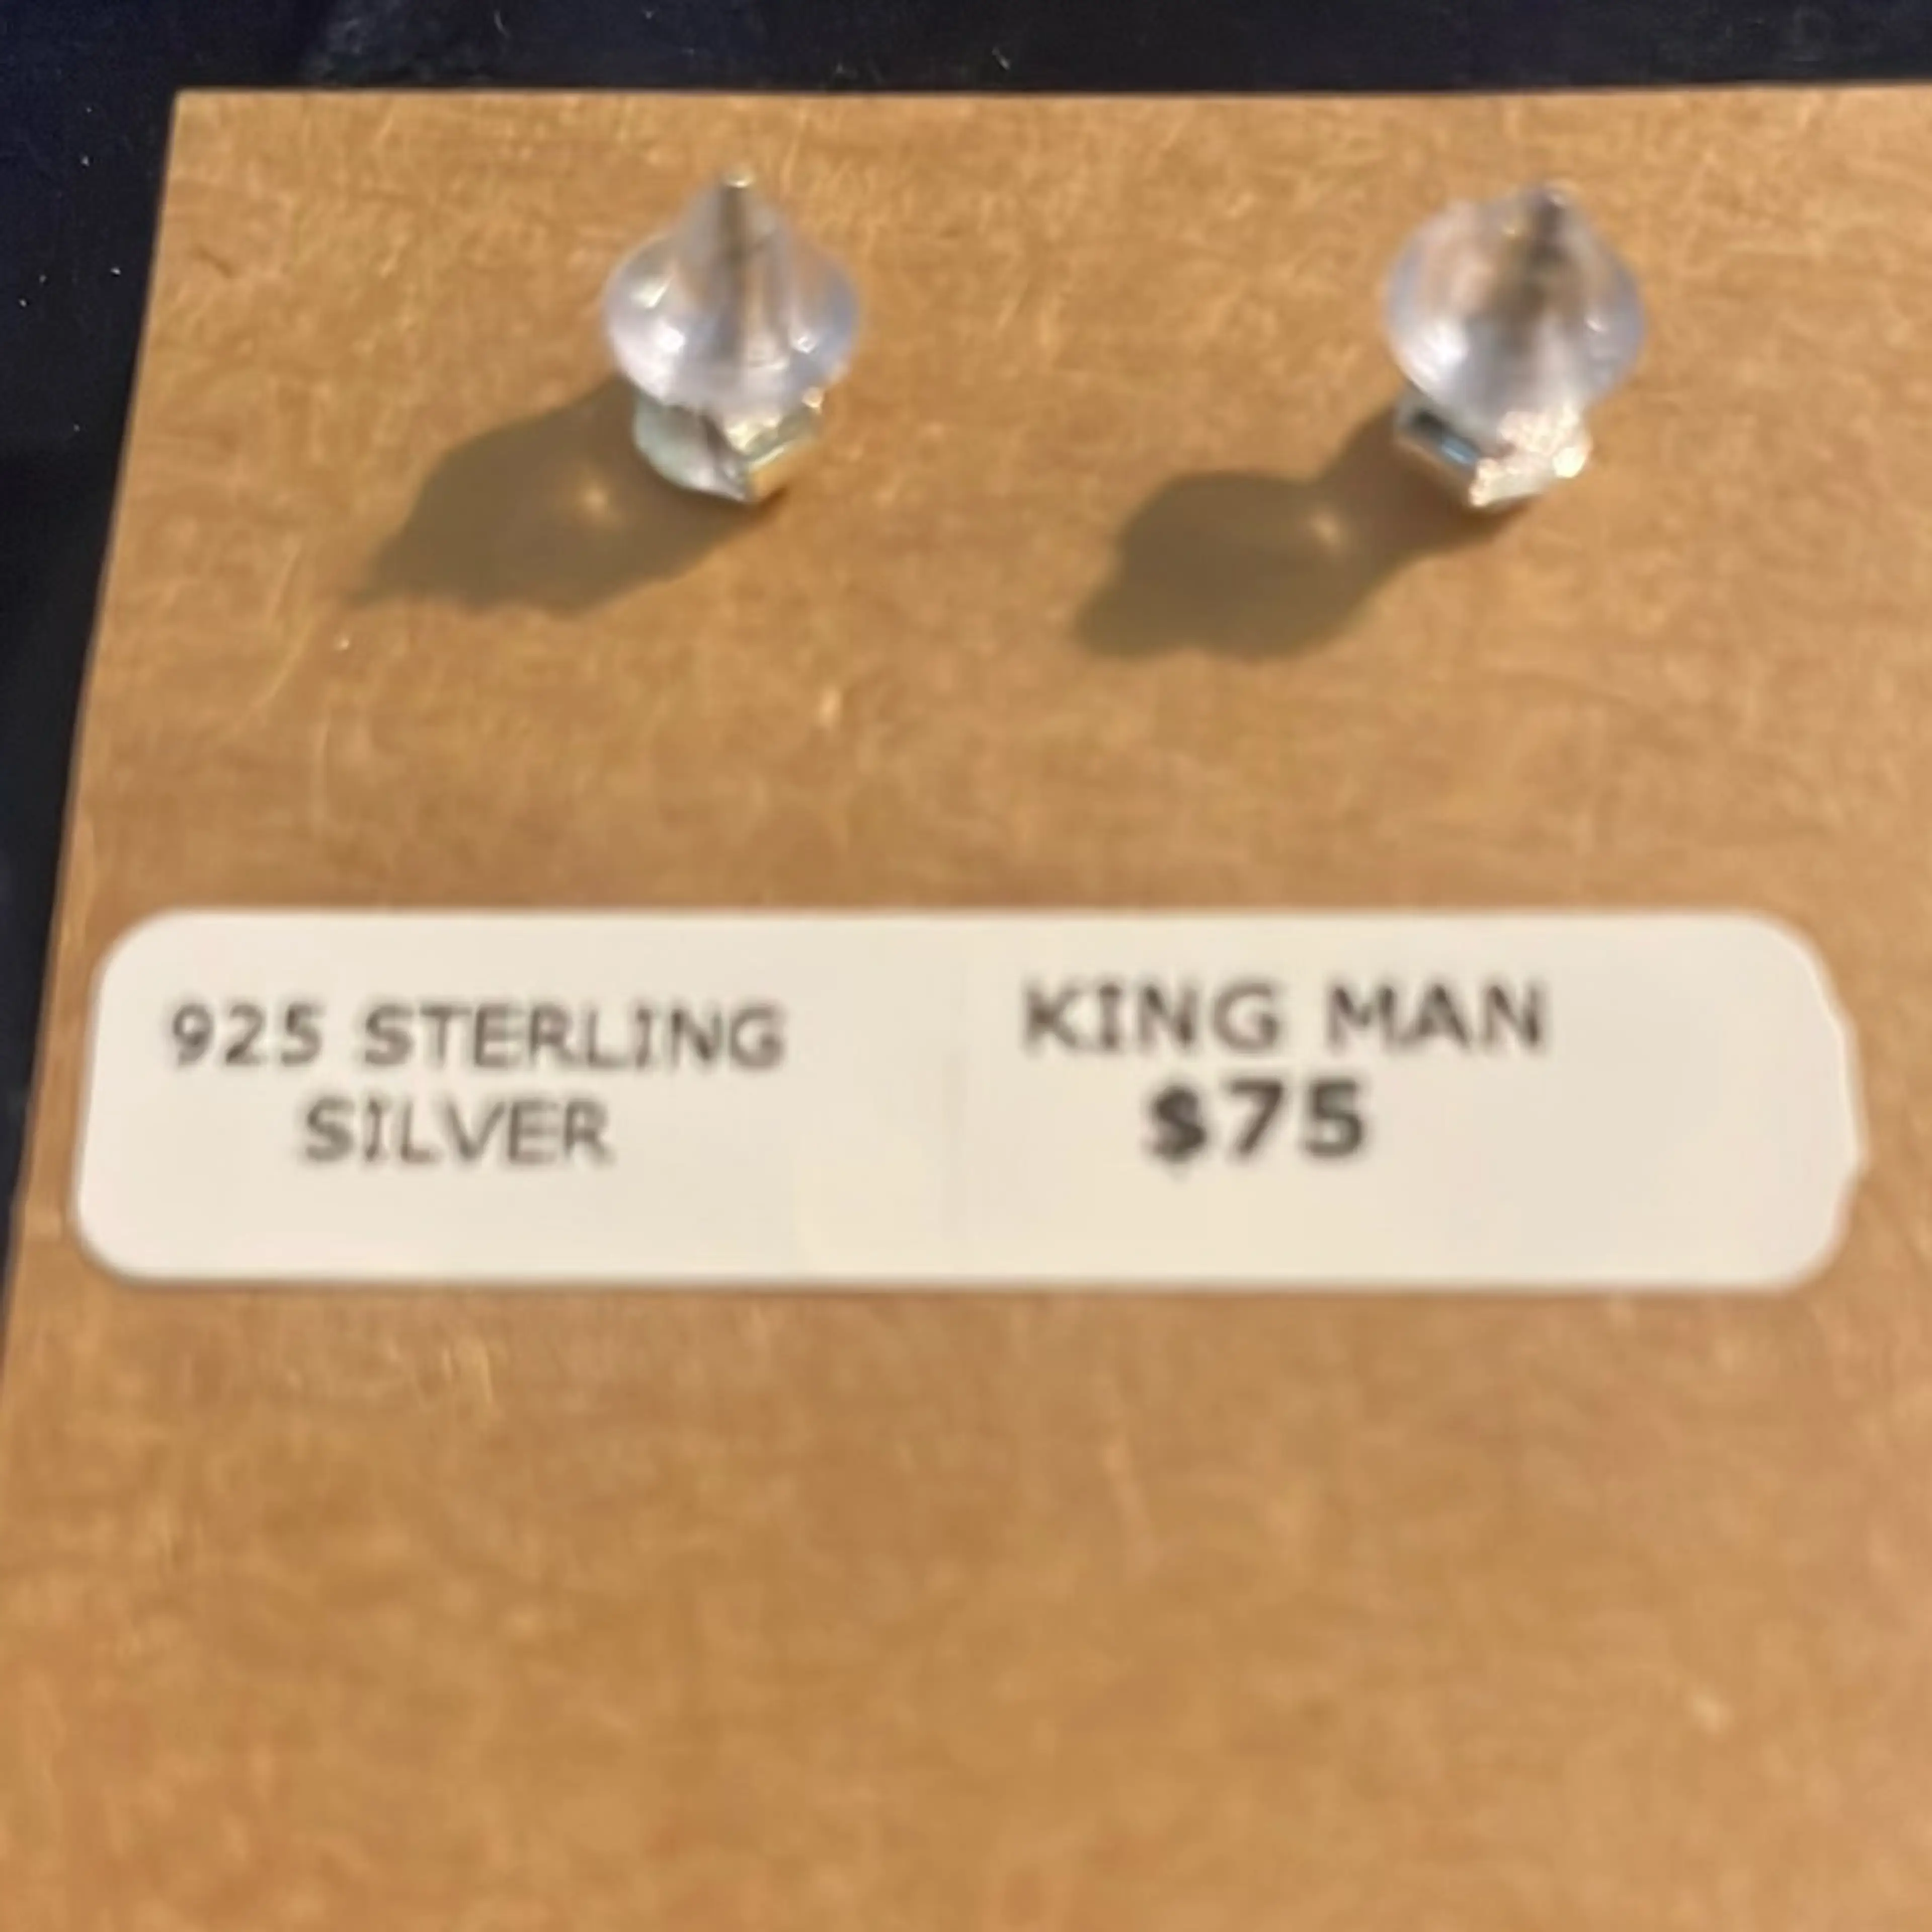 925 STERLING
SILVER
KING MAN
$75